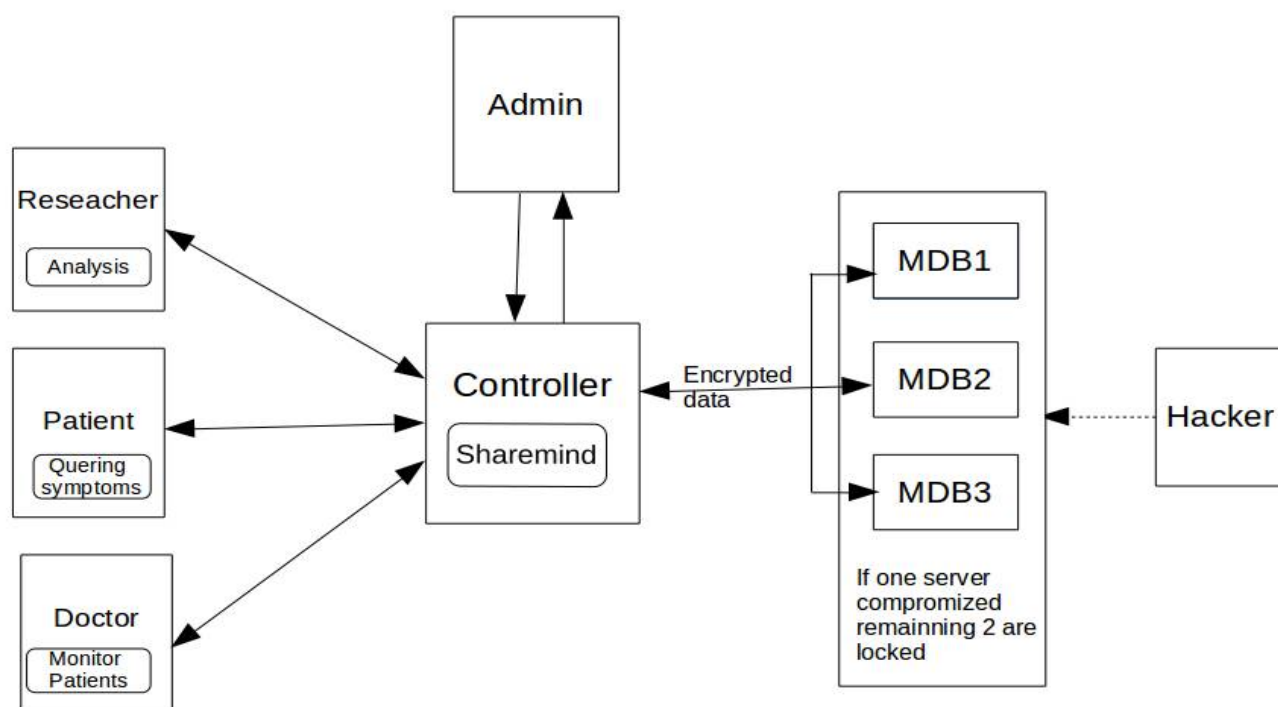 Admin
Reseacher
Analysis
Patient
Quering
symptoms
Doctor
Monitor
Patients
Controller
Sharemind
Encrypted
data
MDB1
MDB2
MDB3
If one server
compromized
remainning 2 are
locked
Hacker